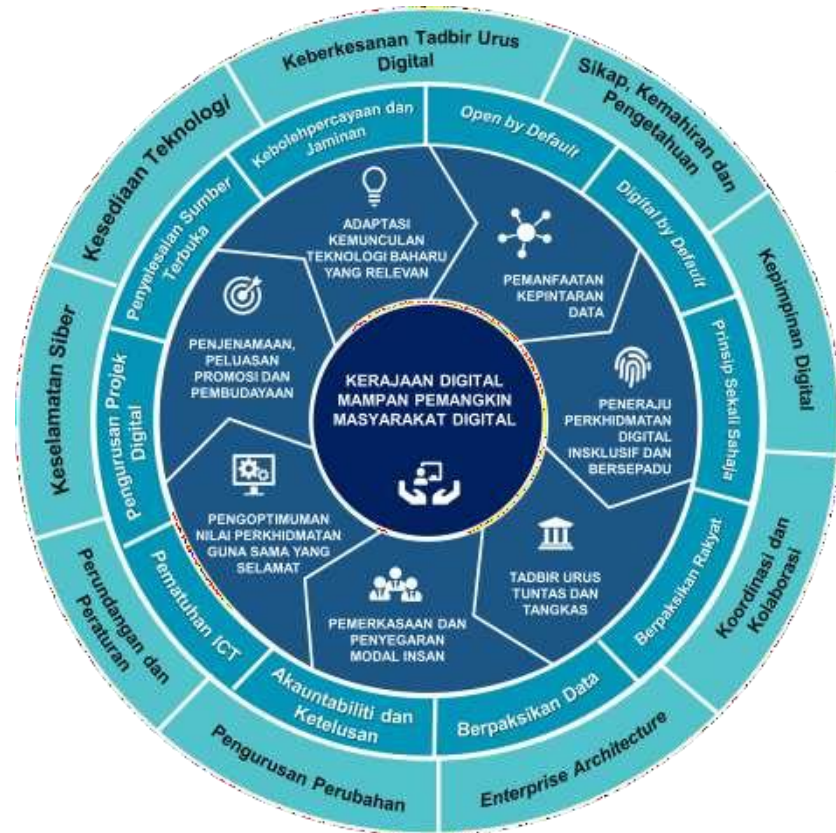 Keberkesanan Tadbir Urus
Digital
Sikap, Kemahiran dan
Pengetahuan
Kepimpinan Digital
Koordinasi dan
Kolaborasi
Enterprise Architecture
Pengurusan Perubahan
Perundangan dan
Peraturan
Keselamatan Siber
Kesediaan Teknologi
Kebolehpercayaan dan
Jaminan
Open by Default
Digital by Default
Prinsip Sekali Sahaja
Berpaksikan Rakyat
Berpaksikan Data
Akauntabiliti dan
Ketelusan
Pematuhan ICT
Pengurusan Projek
Digital
Penyelesaian Sumber
Terbuka
ADAPTASI
KEMUNCULAN
TEKNOLOGI BAHARU
YANG RELEVAN
PEMANFAATAN
KEPINTARAN
DATA
PENERAJU
PERKHIDMATAN
DIGITAL
INSKLUSIF DAN
BERSEPADU
TADBIR URUS
TUNTAS DAN
TANGKAS
PEMERKASAAN DAN
PENYEGARAN
MODAL INSAN
PENGOPTIMUMAN
NILAI PERKHIDMATAN
GUNA SAMA YANG
SELAMAT
PENJENAMAAN,
PELUASAN
PROMOSI DAN
PEMBUDAYAAN
KERAJAAN DIGITAL
MAMPAN PEMANGKIN
MASYARAKAT DIGITAL